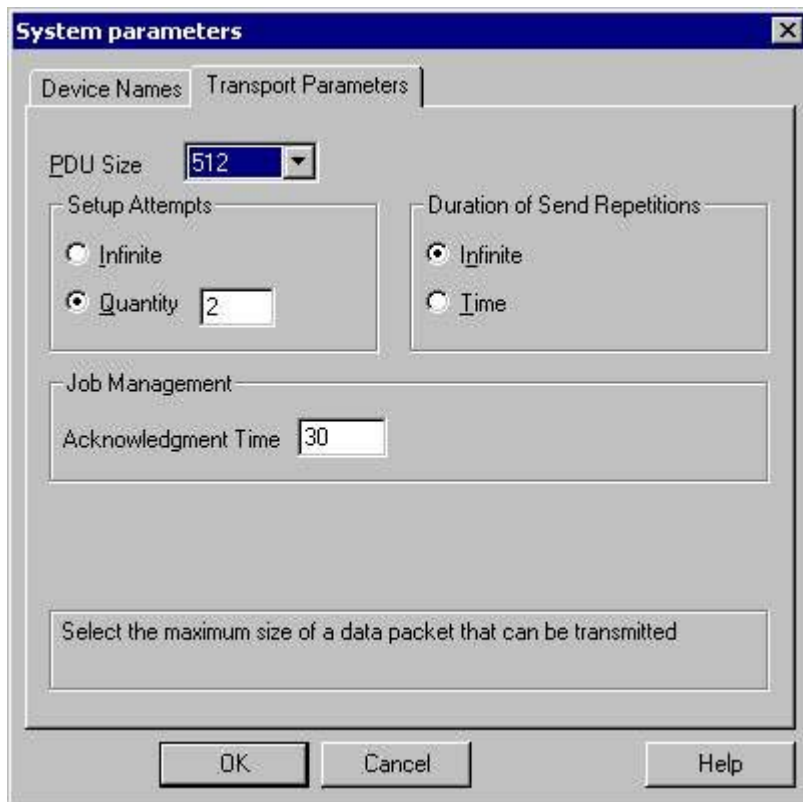 System parameters
Device Names Transport Parameters
PDU Size 512
Setup Attempts
Infinite
Quantity 2
Duration of Send Repetitions
Infinite
Time
Job Management
Acknowledgment Time 30
Select the maximum size of a data packet that can be transmitted
OK Cancel Help